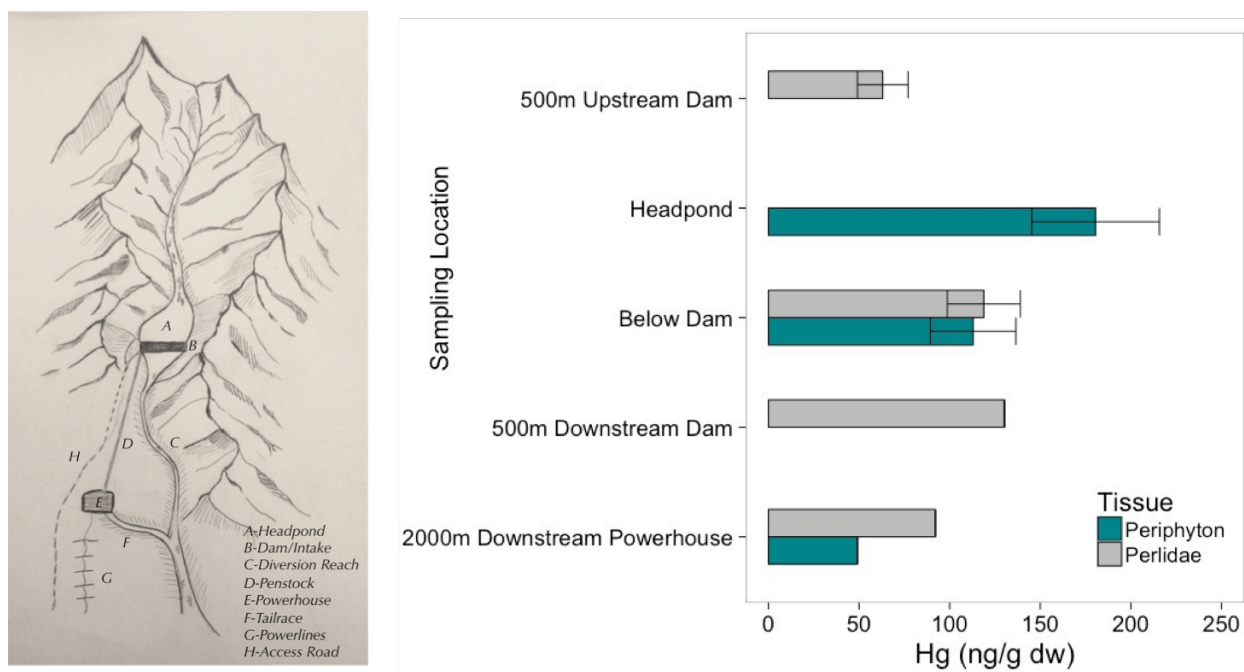 A
B
H
D
C
E
F
G
A-Headpond
B-Dam/Intake
C-Diversion Reach
D-Penstock
E-Powerhouse
F-Tailrace
G-Powerlines
H-Access Road
Sampling Location
500m Upstream Dam
Headpond
Below Dam
500m Downstream Dam
2000m Downstream Powerhouse
Tissue
Periphyton
Perlidae
0 50 100 150 200 250
Hg (ng/g dw)